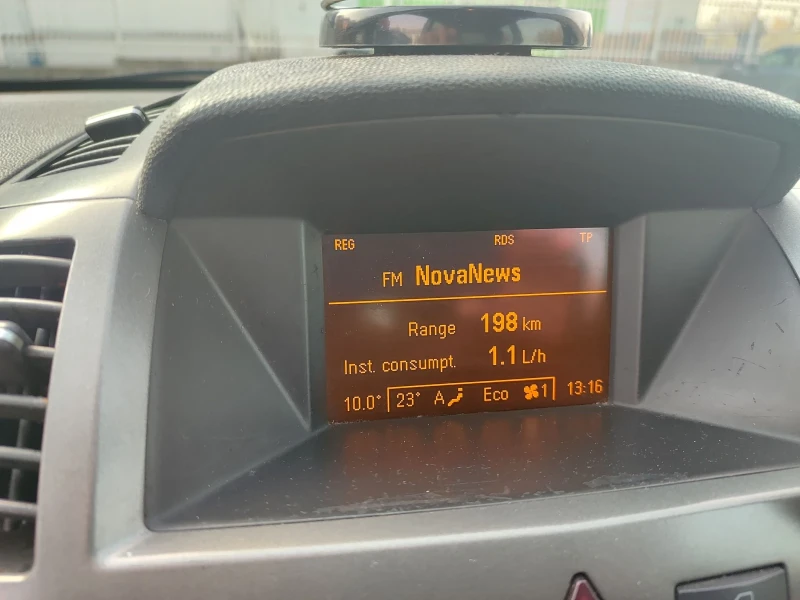 REG RDS TP
FM NovaNews
Range 198 km
Inst. consumpt. 1.1 L/h
10.0° 23° A Eco 1 13:16